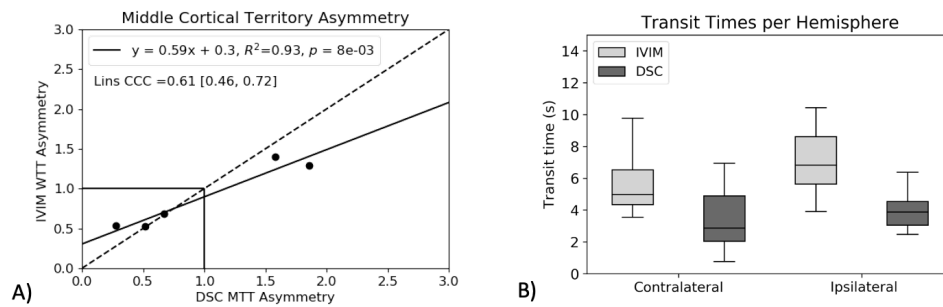 Middle Cortical Territory Asymmetry
3.0
2.5
2.0
1.5
1.0
0.5
0.0
IVIM WTT Asymmetry
y = 0.59x + 0.3, R²=0.93, p = 8e-03
Lins CCC =0.61 [0.46, 0.72]
0.0 0.5 1.0 1.5 2.0 2.5 3.0
DSC MTT Asymmetry
A)
Transit Times per Hemisphere
14
12
10
8
6
4
2
0
Transit time (s)
IVIM
DSC
Contralateral Ipsilateral
B)